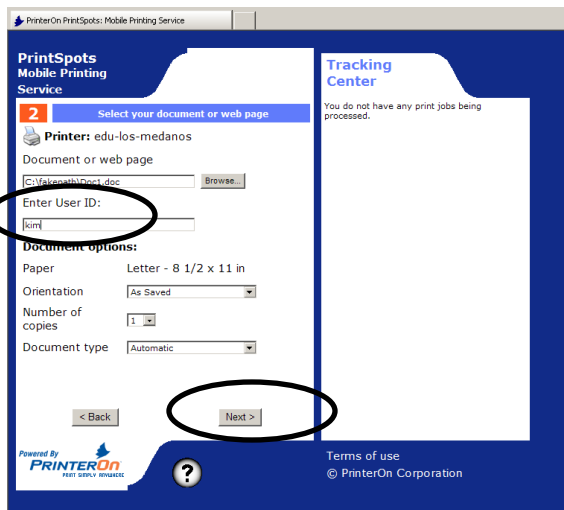 PrinterOn PrintSpots: Mobile Printing Service
PrintSpots
Mobile Printing
Service
2 Select your document or web page
Printer: edu-los-medanos
Document or web page
C:\fakepath\Doc1.doc Browse...
Enter User ID:
kim
Document options:
Paper Letter - 8 1/2 x 11 in
Orientation As Saved
Number of
copies 1
Document type Automatic
< Back Next >
Powered By
PRINTERON
PRINT SIMPLY ANYWHERE
?
Tracking
Center
You do not have any print jobs being
processed.
Terms of use
© PrinterOn Corporation